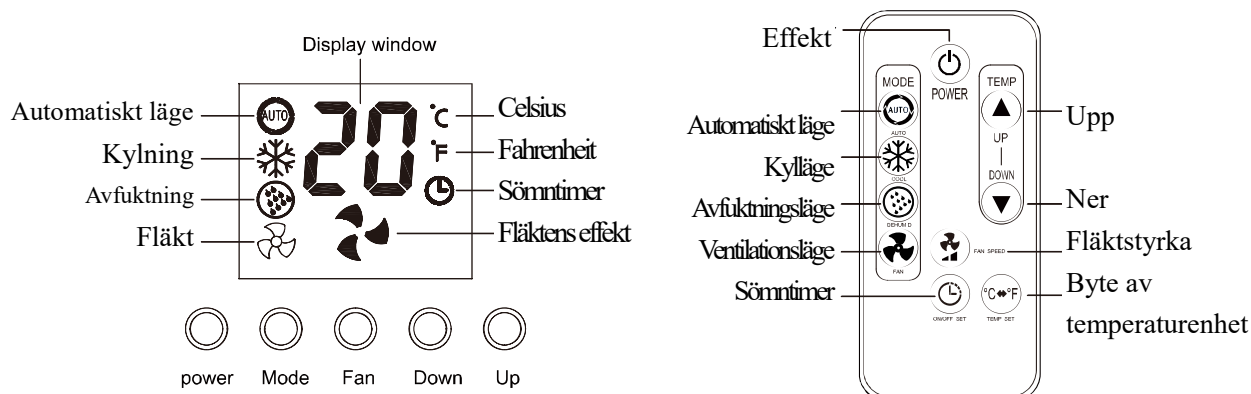 Display window
Automatiskt läge
AUTO
20
°C
Celsius
Kylning
°F
Fahrenheit
Avfuktning
Sömntimer
Fläkt
Fläktens effekt
power Mode Fan Down Up
Effekt
MODE
POWER
TEMP
AUTO
Automatiskt läge
AUTO
Upp
UP
Kylläge
COOL
DOWN
Avfuktningsläge
DEHUM D
Ner
Ventilationsläge
FAN
FAN SPEED
Fläktstyrka
Sömntimer
ON/OFF SET
°C °F
TEMP SET
Byte av
temperaturenhet